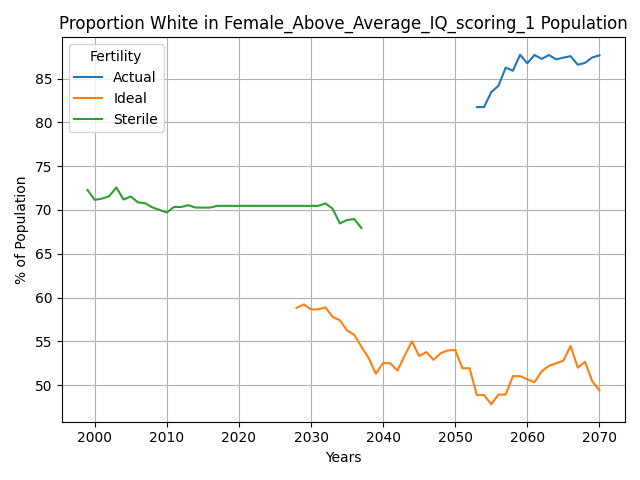 Proportion White in Female_Above_Average_IQ_scoring_1 Population
Fertility
Actual
Ideal
Sterile
% of Population
85
80
75
70
65
60
55
50
2000
2010
2020
2030
2040
2050
2060
2070
Years